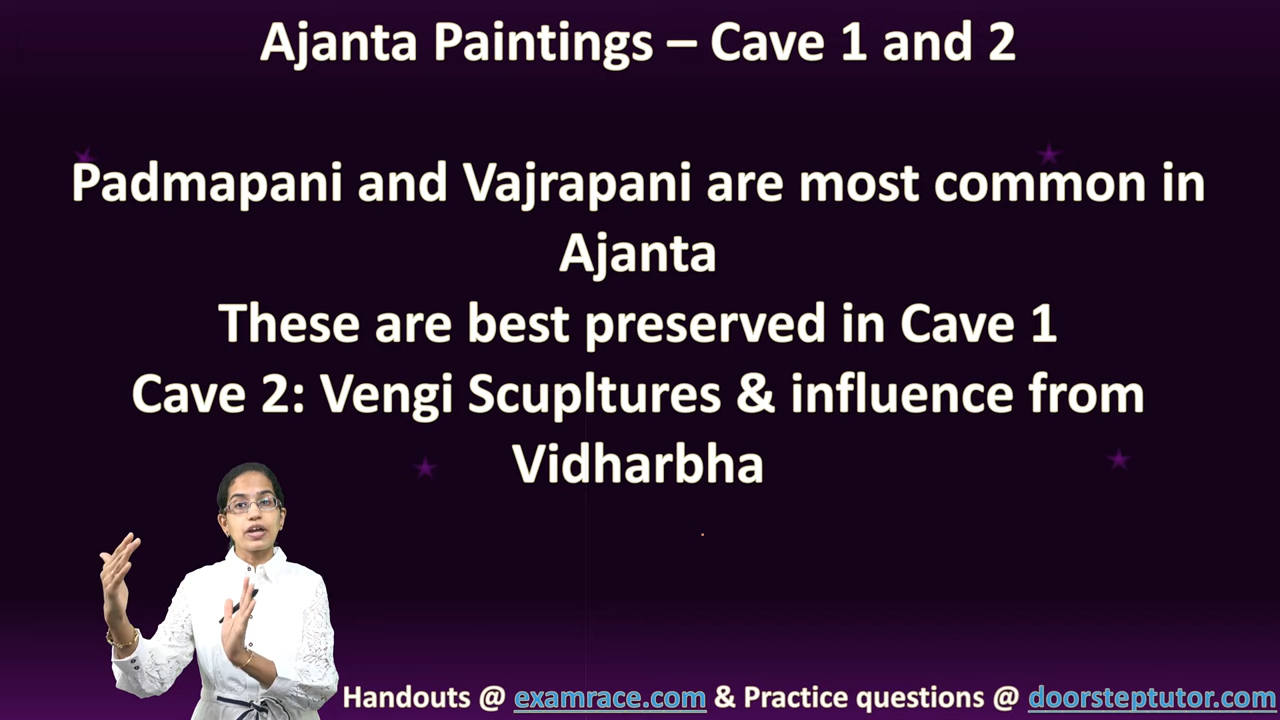 Ajanta Paintings – Cave 1 and 2
Padmapani and Vajrapani are most common in
Ajanta
These are best preserved in Cave 1
Cave 2: Vengi Scupltures & influence from
Vidharbha
Handouts @ examrace.com & Practice questions @ doorsteptutor.com